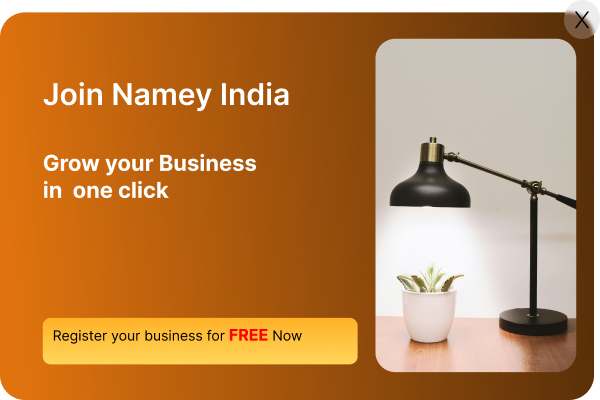 X
Join Namey India
Grow your Business
in one click
Register your business for FREE Now